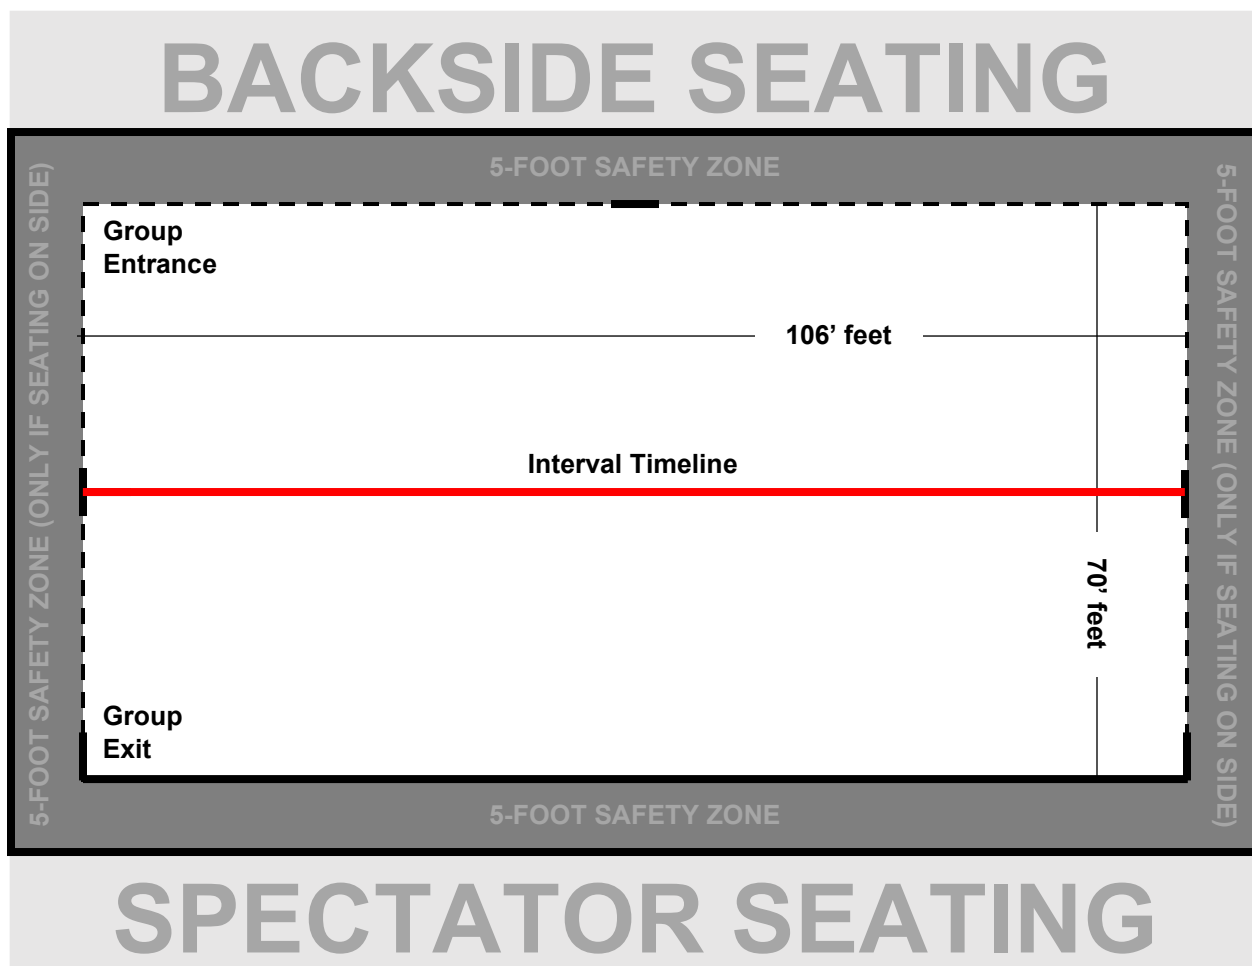 BACKSIDE SEATING
5-FOOT SAFETY ZONE
5-FOOT SAFETY ZONE (ONLY IF SEATING ON SIDE)
5-FOOT SAFETY ZONE (ONLY IF SEATING ON SIDE)
Group
Entrance
106’ feet
Interval Timeline
70’ feet
Group
Exit
5-FOOT SAFETY ZONE
SPECTATOR SEATING